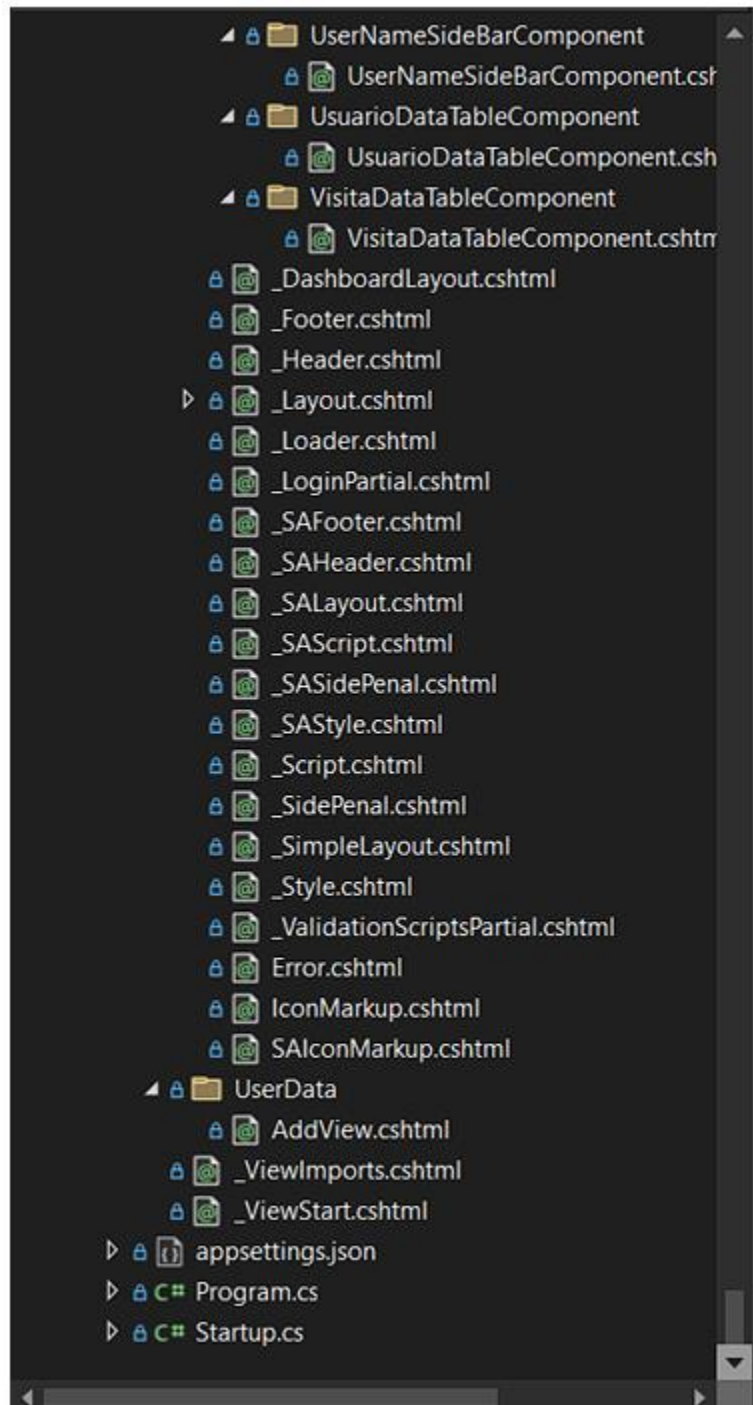 UserNameSideBarComponent
UserNameSideBarComponent.csh
UsuarioDataTableComponent
UsuarioDataTableComponent.csh
VisitaDataTableComponent
VisitaDataTableComponent.cshtm
_DashboardLayout.cshtml
_Footer.cshtml
_Header.cshtml
_Layout.cshtml
_Loader.cshtml
_LoginPartial.cshtml
_SAFooter.cshtml
_SAHeader.cshtml
_SALayout.cshtml
_SAScript.cshtml
_SASidePenal.cshtml
_SAStyle.cshtml
_Script.cshtml
_SidePenal.cshtml
_SimpleLayout.cshtml
_Style.cshtml
_ValidationScriptsPartial.cshtml
Error.cshtml
IconMarkup.cshtml
SAIconMarkup.cshtml
UserData
AddView.cshtml
_ViewImports.cshtml
_ViewStart.cshtml
appsettings.json
C# Program.cs
C# Startup.cs